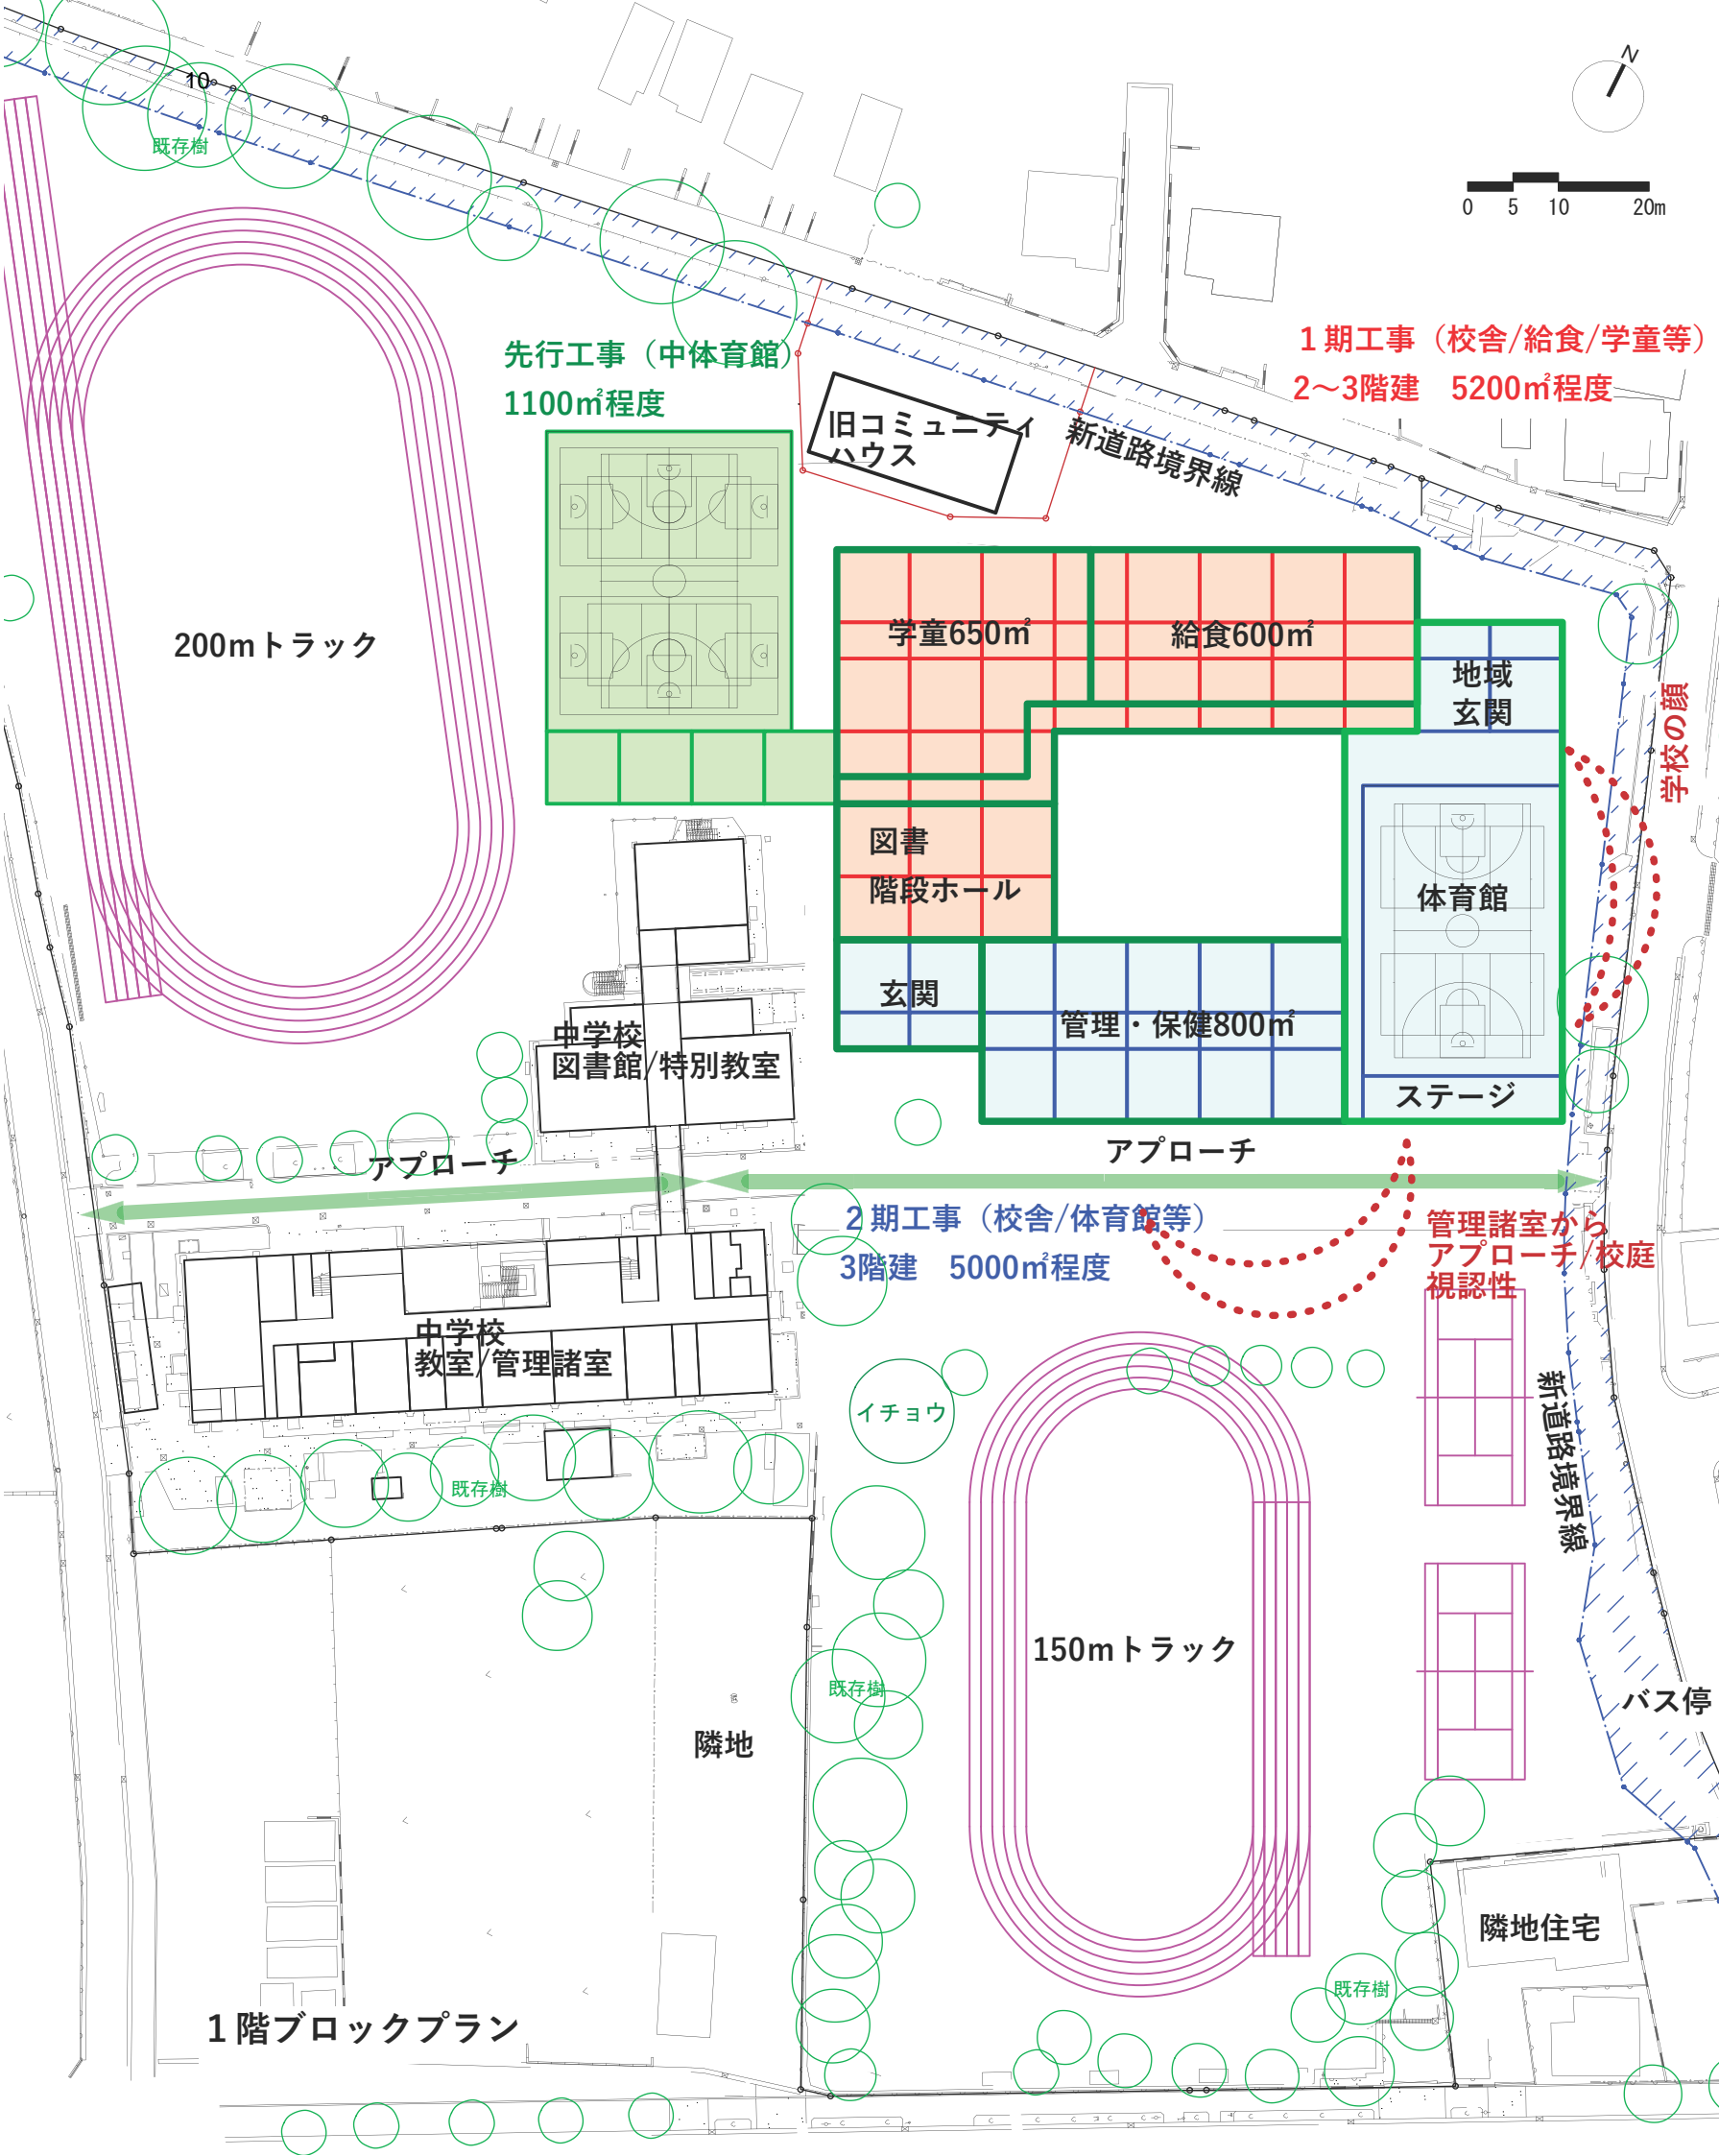 N
0 5 10 20m
10
既存樹
先行工事（中体育館）
1100㎡程度
1期工事（校舎/給食/学童等）
2〜3階建 5200㎡程度
旧コミュニティ
ハウス
新道路境界線
200mトラック
学童650㎡
給食600㎡
地域
玄関
学校の顔
図書
階段ホール
体育館
玄関
管理・保健800㎡
ステージ
中学校
図書館/特別教室
アプローチ
アプローチ
2期工事（校舎/体育館等）
3階建 5000㎡程度
管理諸室から
アプローチ/校庭
視認性
中学校
教室/管理諸室
イチョウ
新道路境界線
既存樹
150mトラック
既存樹
バス停
隣地
隣地住宅
既存樹
1階ブロックプラン